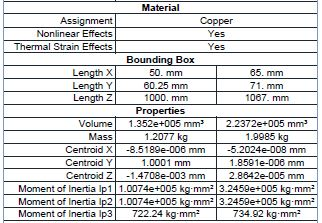 Material
Assignment Copper
Nonlinear Effects Yes
Thermal Strain Effects Yes
Bounding Box
Length X 50. mm 65. mm
Length Y 60.25 mm 71. mm
Length Z 1000. mm 1067. mm
Properties
Volume 1.352e+005 mm³ 2.2372e+005 mm³
Mass 1.2077 kg 1.9985 kg
Centroid X -8.5189e-006 mm -5.2024e-008 mm
Centroid Y 1.0001 mm 1.8591e-006 mm
Centroid Z -1.4708e-003 mm 2.8642e-005 mm
Moment of Inertia Ip1 1.0074e+005 kg·mm² 3.2459e+005 kg·mm²
Moment of Inertia Ip2 1.0074e+005 kg·mm² 3.2459e+005 kg·mm²
Moment of Inertia Ip3 722.24 kg·mm² 734.92 kg·mm²